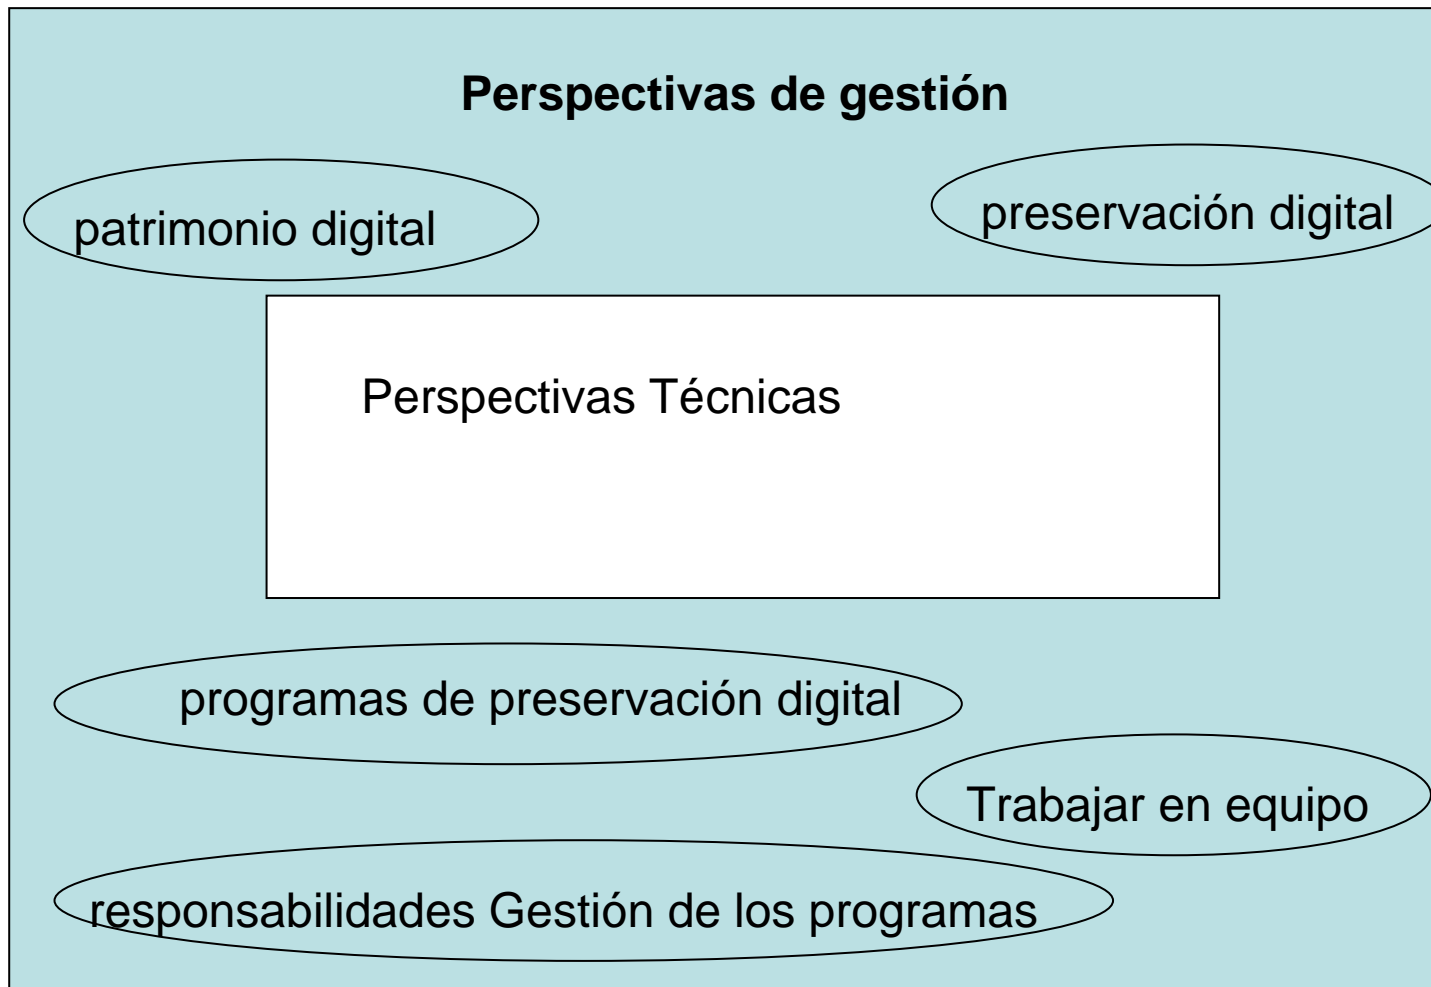 Perspectivas de gestión
patrimonio digital
preservación digital
Perspectivas Técnicas
programas de preservación digital
Trabajar en equipo
responsabilidades Gestión de los programas